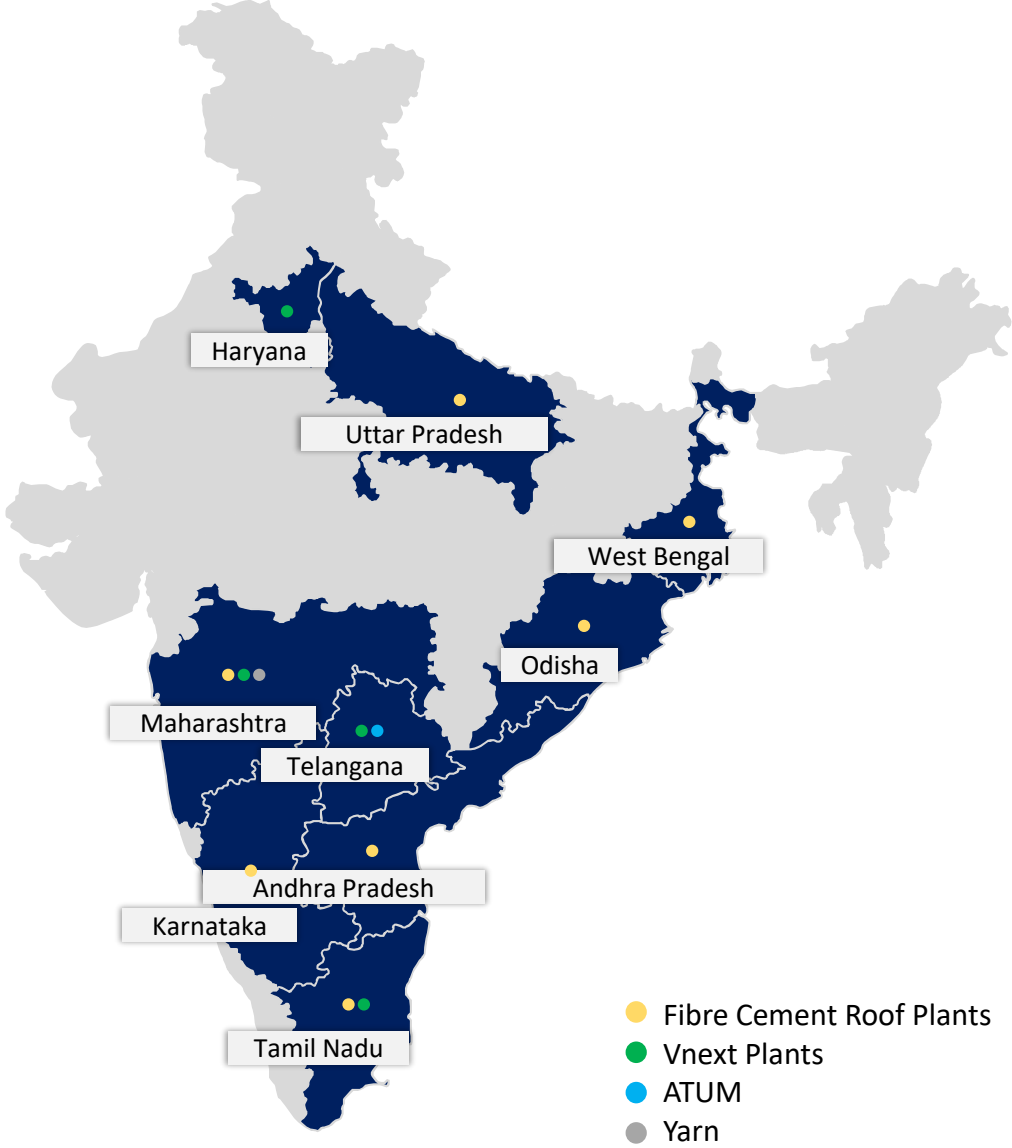 Haryana
Uttar Pradesh
West Bengal
Odisha
Maharashtra
Telangana
Andhra Pradesh
Karnataka
Tamil Nadu
Fibre Cement Roof Plants
Vnext Plants
ATUM
Yarn